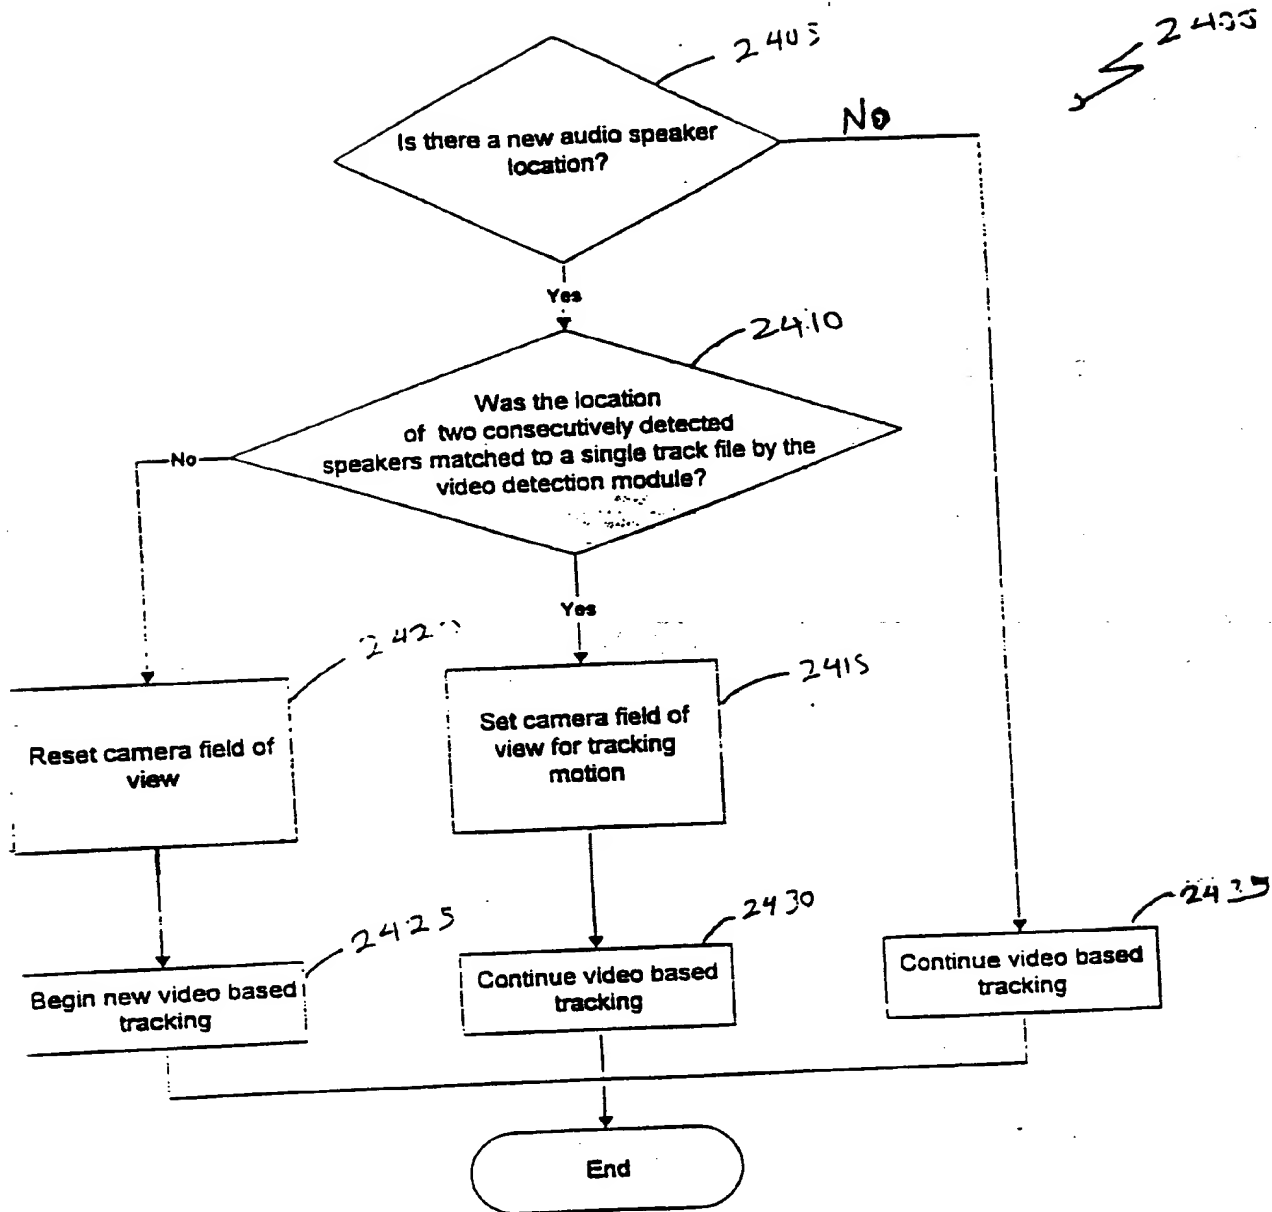 2405
Is there a new audio speaker
location?
No
Yes
2410
Was the location
of two consecutively detected
speakers matched to a single track file by the
video detection module?
No
Yes
2415
Reset camera field of
view
Set camera field of
view for tracking
motion
2425
2430
Begin new video based
tracking
Continue video based
tracking
Continue video based
tracking
End